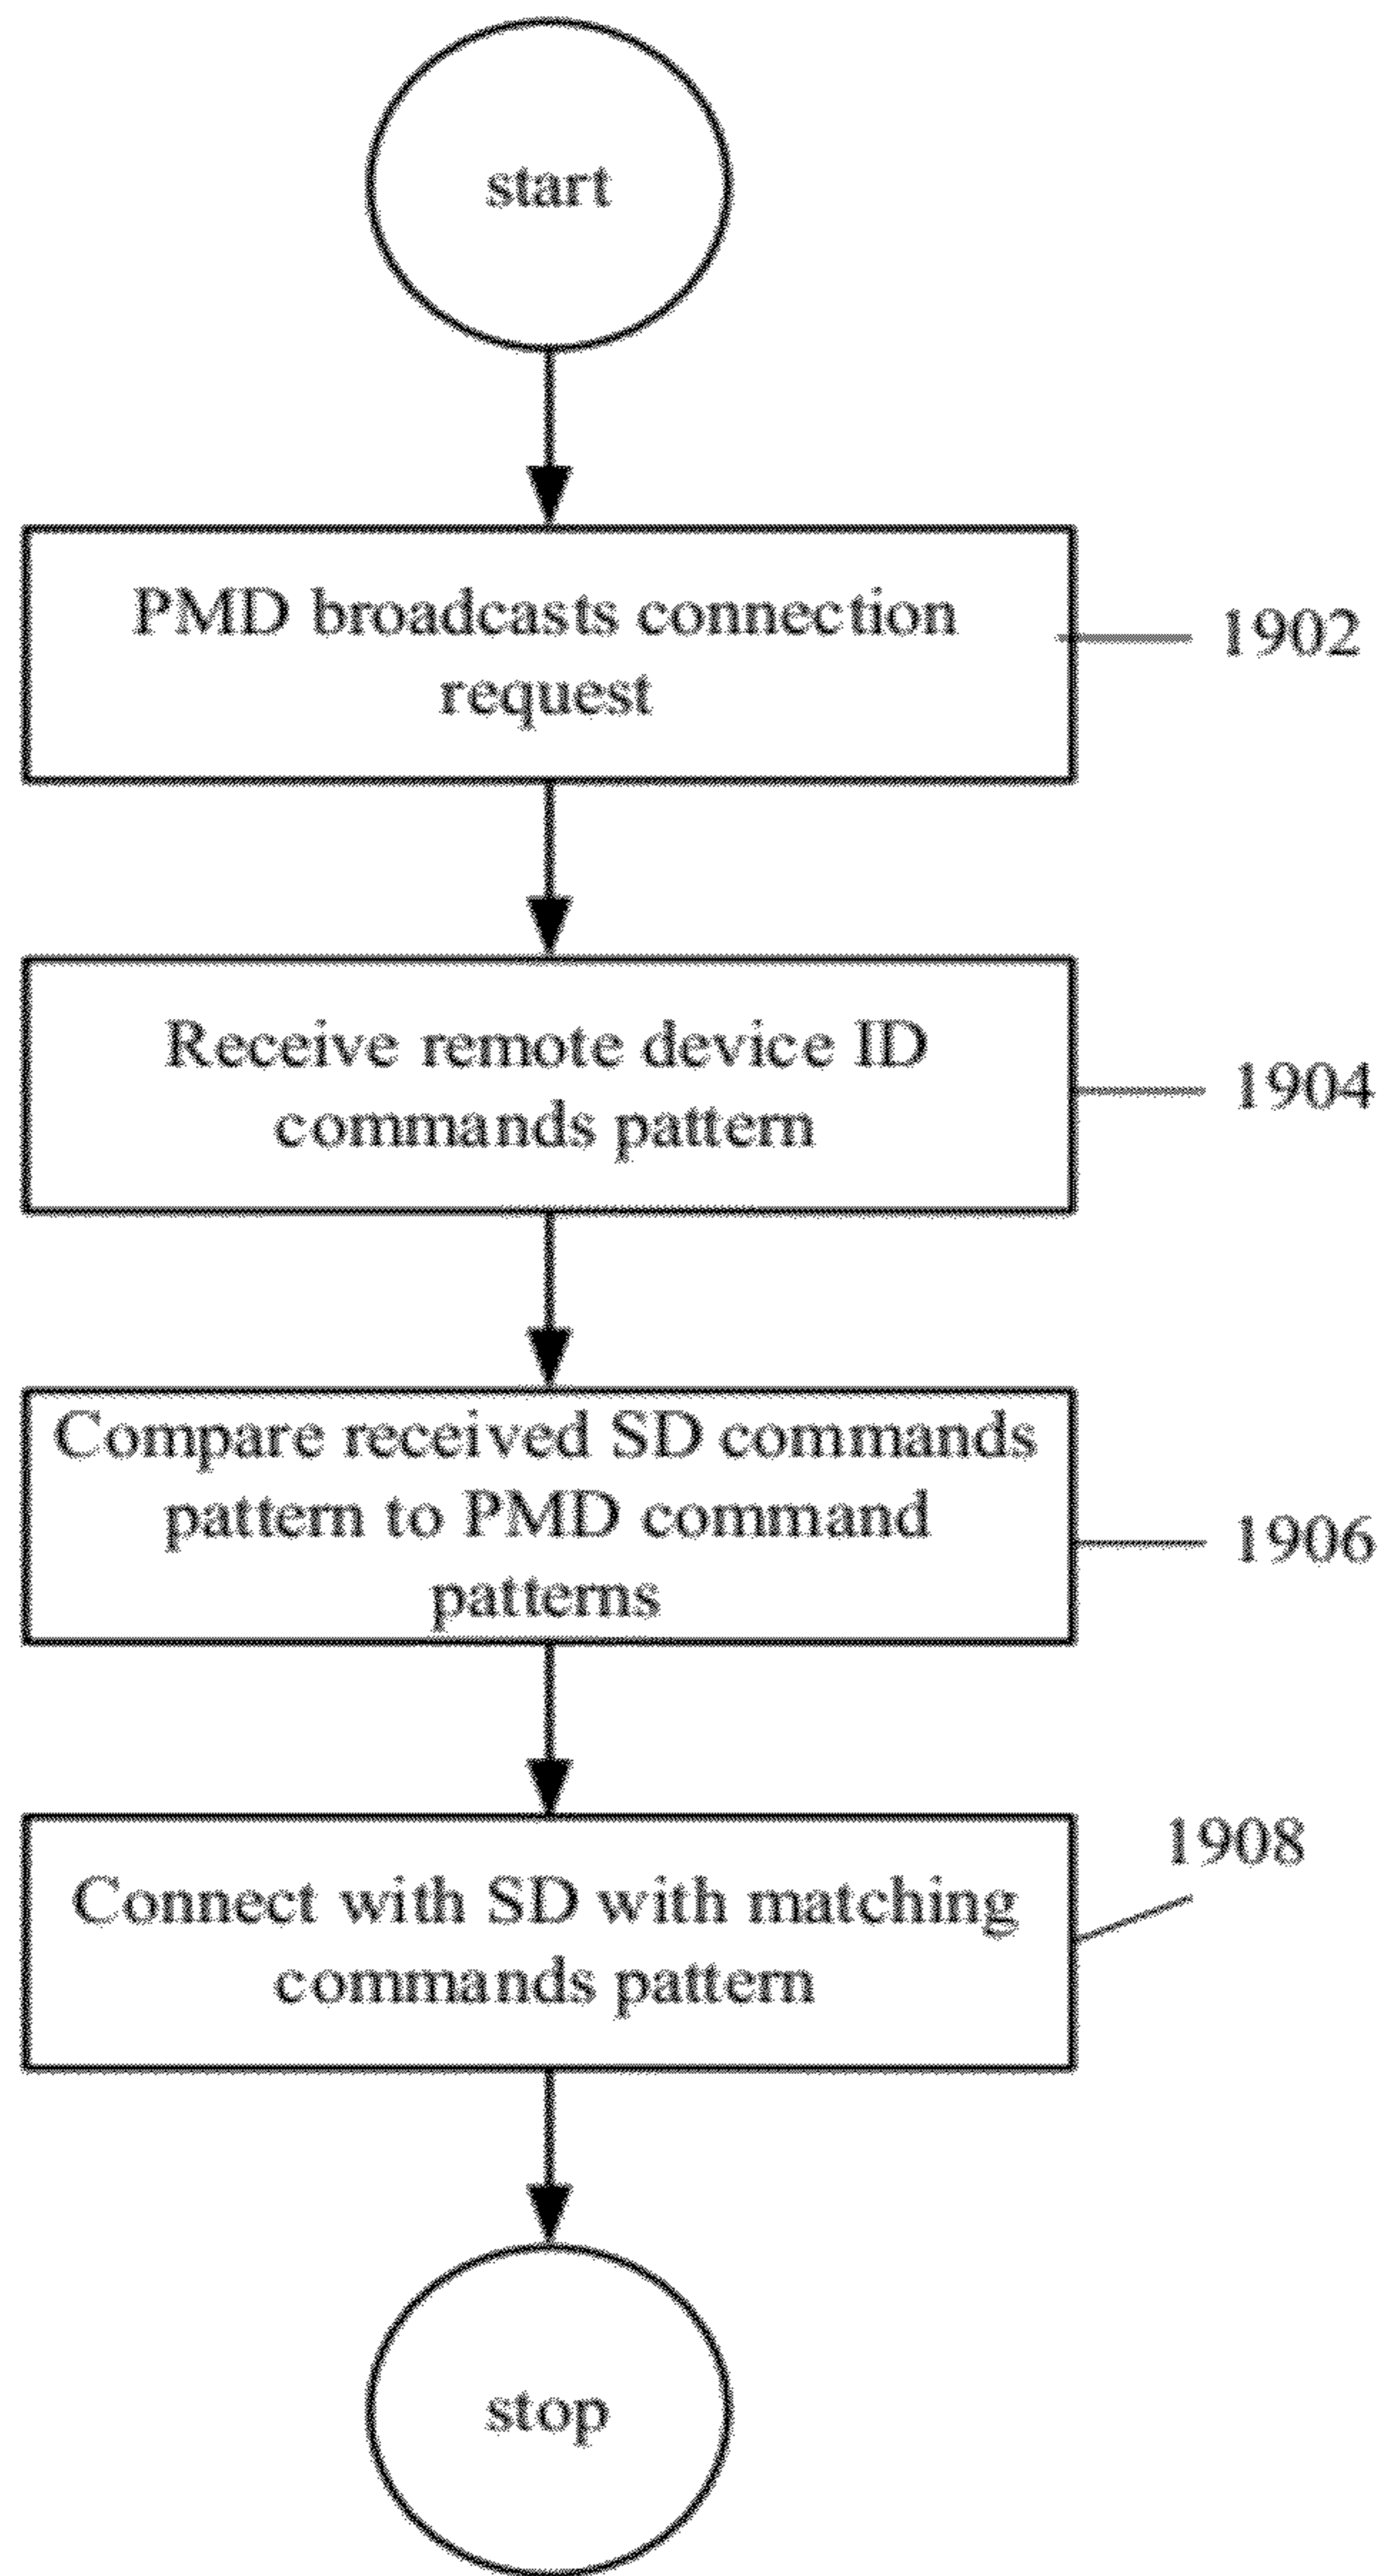 start
PMD broadcasts connection
request
1902
Receive remote device ID
commands pattern
1904
Compare received SD commands
pattern to PMD command
patterns
1906
Connect with SD with matching
commands pattern
1908
stop